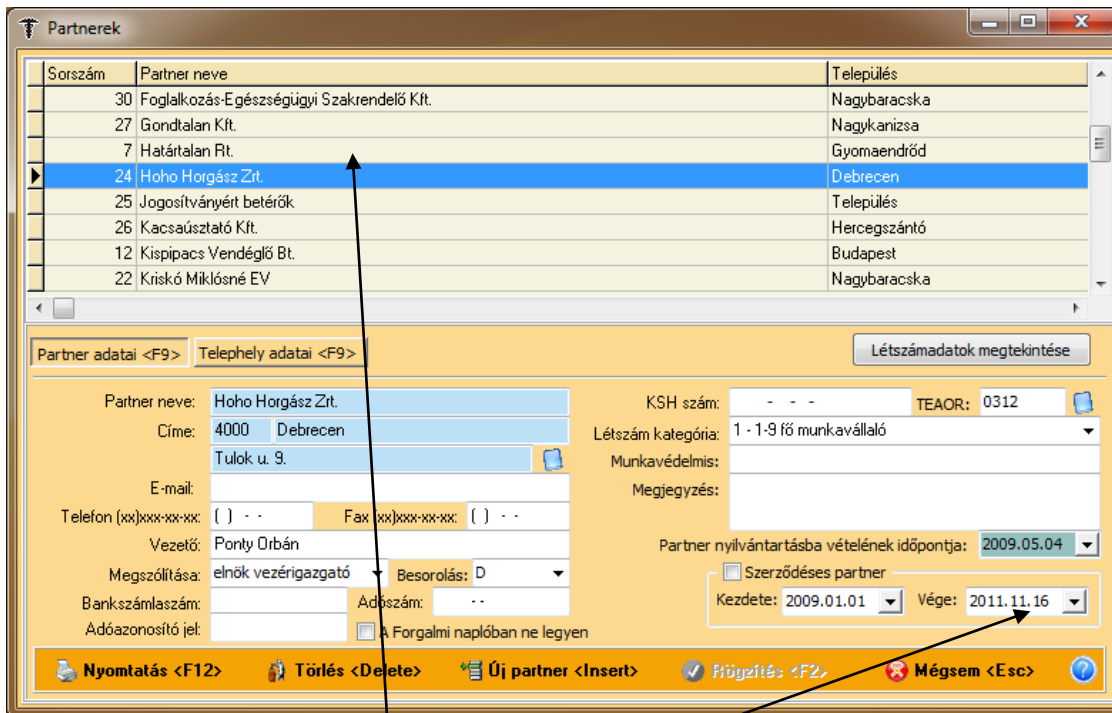 Partnerek
Sorszám Partner neve Település
30 Foglalkozás-Egészségügyi Szakrendelő Kft. Nagybaracska
27 Gondtalan Kft. Nagykanizsa
7 Határtalan Rt. Gyomaendrőd
24 Hoho Horgász Zrt. Debrecen
25 Jogosítványért betérők Település
26 Kacsaúsztató Kft. Hercegszántó
12 Kispipacs Vendéglő Bt. Budapest
22 Kriskó Miklósné EV Nagybaracska
Partner adatai <F9> Telephely adatai <F9> Létszámadatok megtekintése
Partner neve: Hoho Horgász Zrt. KSH szám: - - - TEAOR: 0312
Címe: 4000 Debrecen Létszám kategória: 1 - 1-9 fő munkavállaló
Tulok u. 9. Munkavédelmis:
E-mail: Megjegyzés:
Telefon (xx)xxx-xx-xx: ( ) - - Fax (xx)xxx-xx-xx: ( ) - -
Vezető: Ponty Orbán Partner nyilvántartásba vételének időpontja: 2009.05.04
Megszólítása: elnök vezérigazgató Besorolás: D Szerződéses partner
Bankszámlaszám: Adószám: - - Kezdete: 2009.01.01 Vége: 2011.11.16
Adóazonosító jel: A Forgalmi naplóban ne legyen
Nyomtatás <F12> Törlés <Delete> Új partner <Insert> Rögzítés <F2> Mégsem <Esc> ?